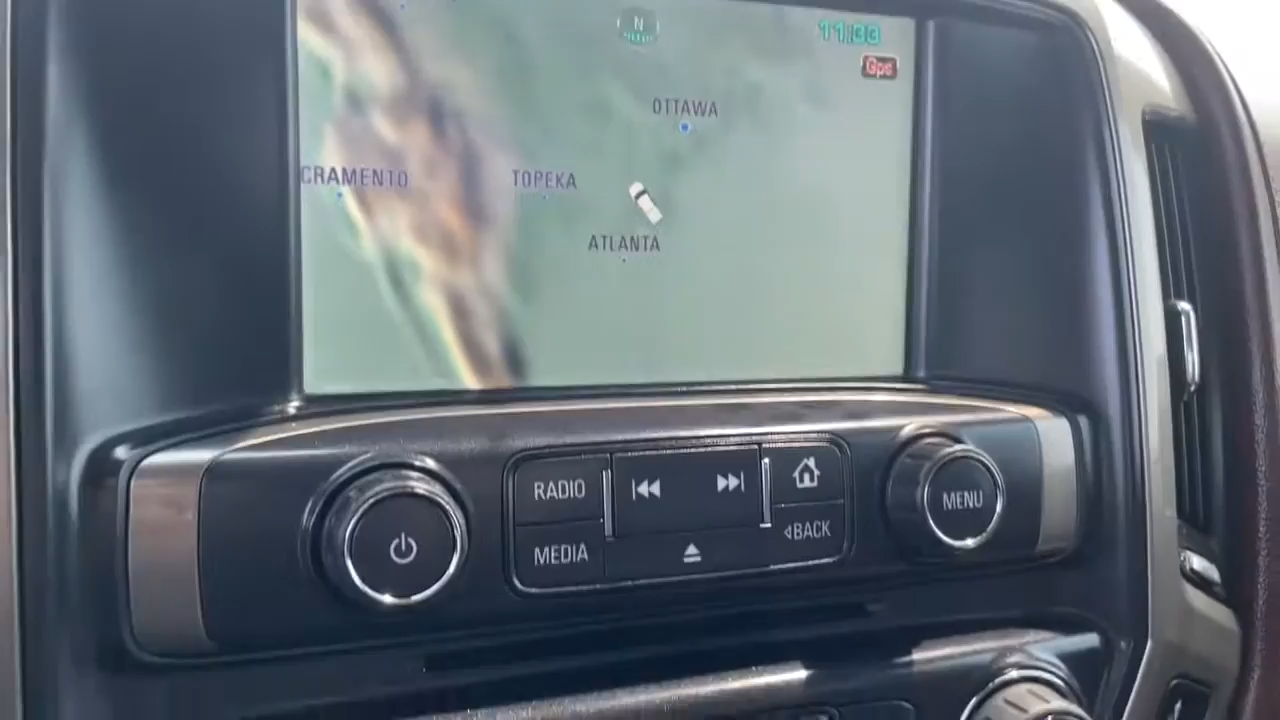 N
11:33
Gps
OTTAWA
CRAMENTO
TOPEKA
ATLANTA
RADIO
MEDIA
BACK
MENU